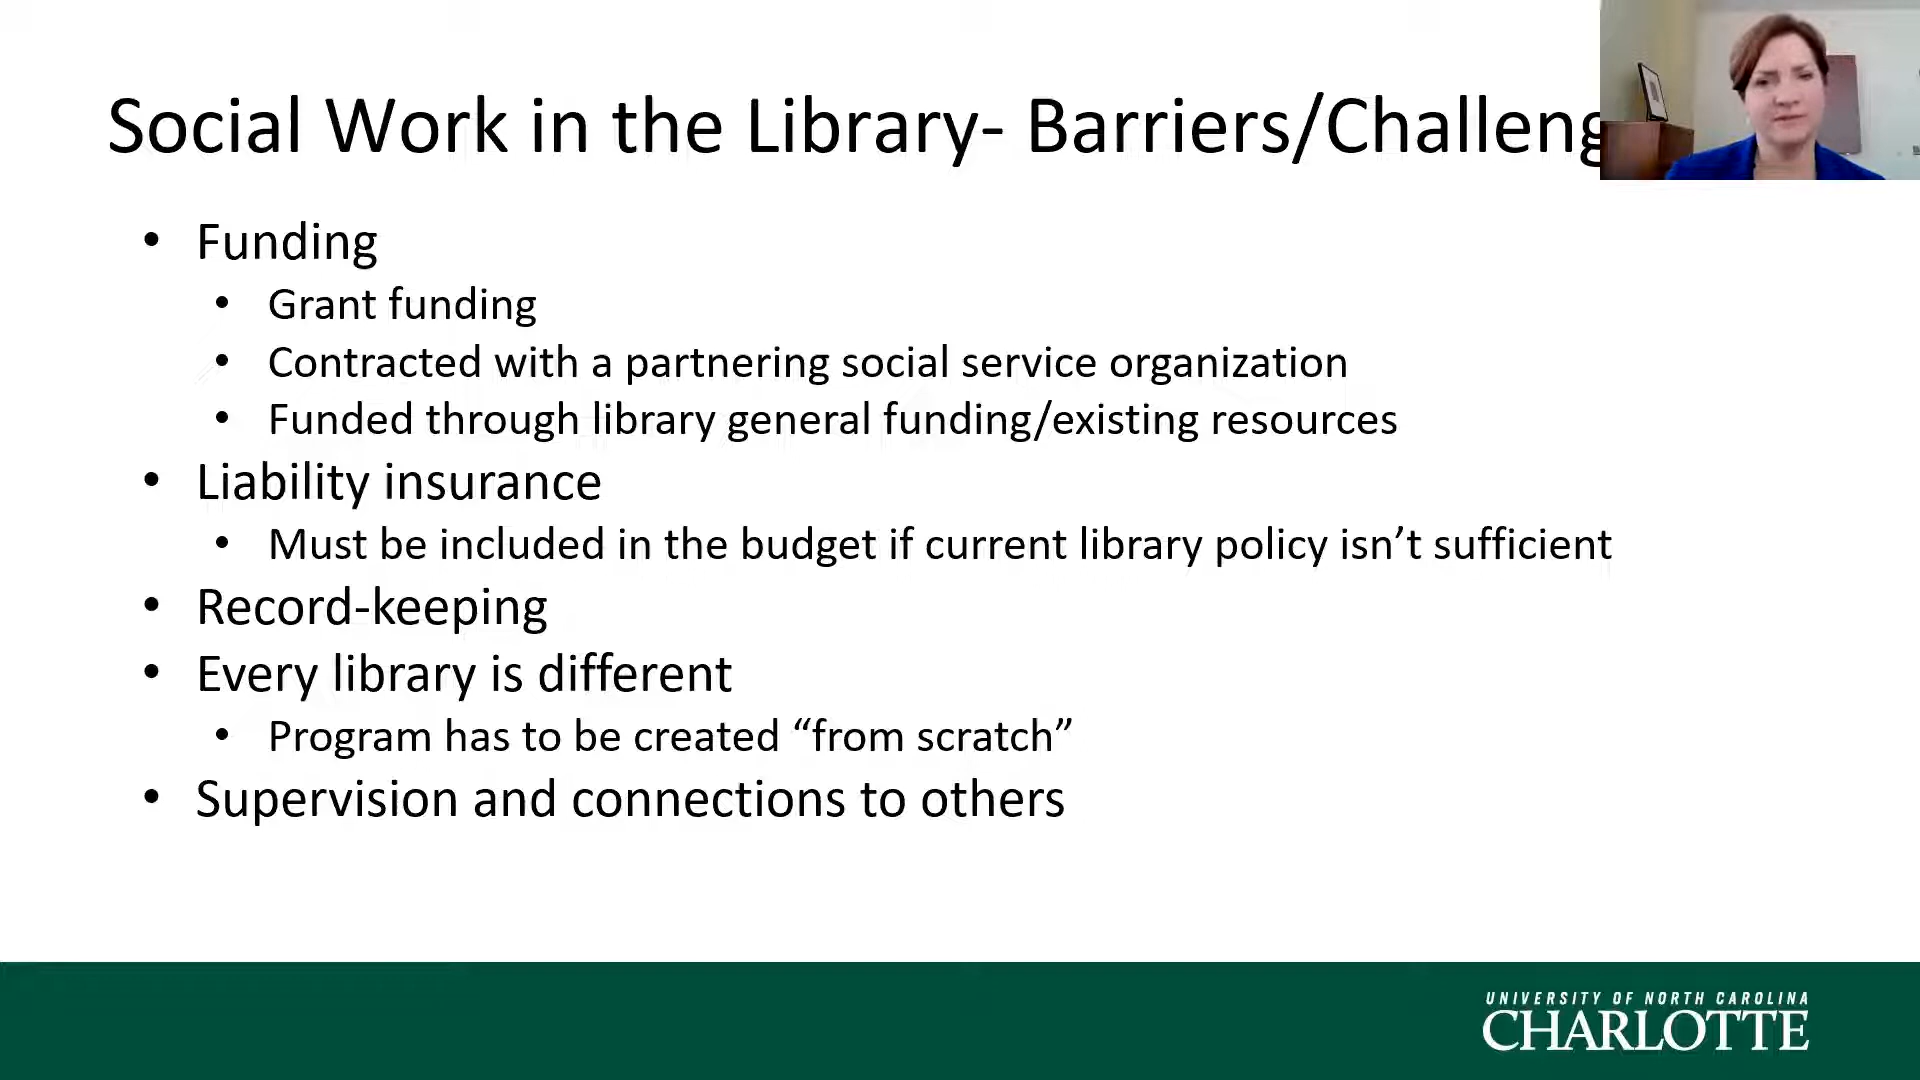 Social Work in the Library- Barriers/Challeng
• Funding
• Grant funding
• Contracted with a partnering social service organization
• Funded through library general funding/existing resources
• Liability insurance
• Must be included in the budget if current library policy isn’t sufficient
• Record-keeping
• Every library is different
• Program has to be created “from scratch”
• Supervision and connections to others
UNIVERSITY OF NORTH CAROLINA
CHARLOTTE